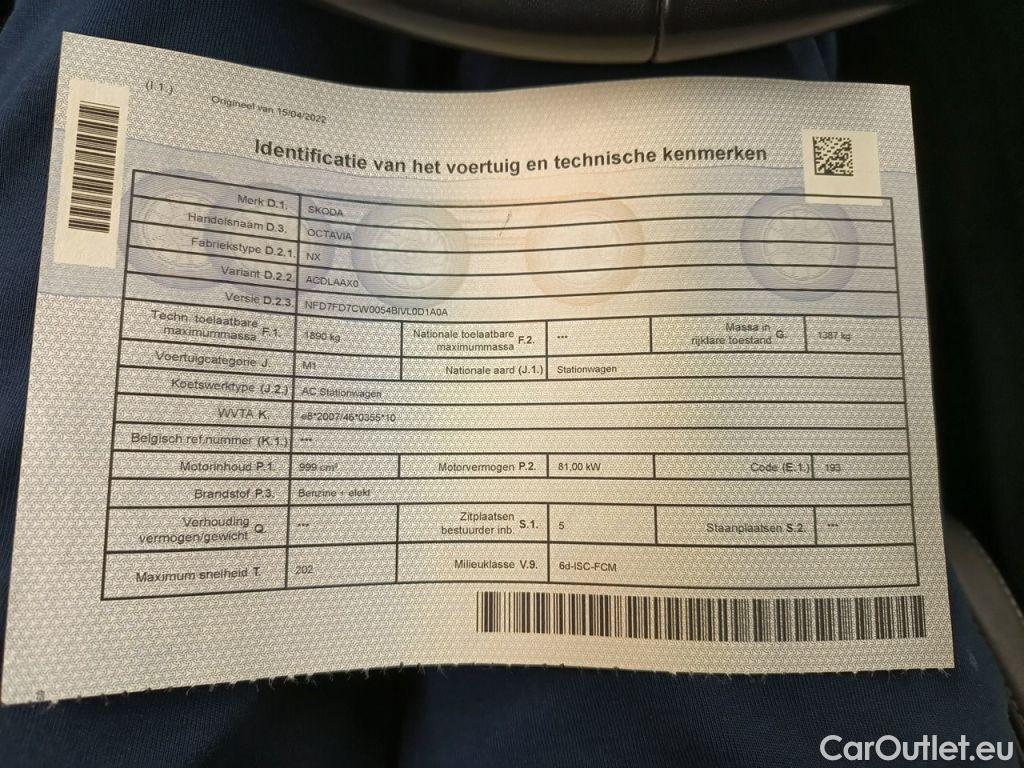 (I.1.)
Origineel van 15/04/2022
Identificatie van het voertuig en technische kenmerken
Merk D.1. SKODA
Handelsnaam D.3. OCTAVIA
Fabriekstype D.2.1. NX
Variant D.2.2. ACDLAAX0
Versie D.2.3. NFD7FD7CW0054BIVL0D1A0A
Techn. toelaatbare maximummassa F.1. 1890 kg Nationale toelaatbare maximummassa F.2. --- Massa in rijklare toestand G. 1387 kg
Voertuigcategorie J. M1 Nationale aard (J.1.) Stationwagen
Koetswerktype (J.2.) AC Stationwagen
WVTA K. e8*2007/46*0355*10
Belgisch ref.nummer (K.1.) ---
Motorinhoud P.1. 999 cm³ Motorvermogen P.2. 81,00 kW Code (E.1.) 193
Brandstof P.3. Benzine + elekt
Verhouding vermogen/gewicht Q. --- Zitplaatsen bestuurder inb. S.1. 5 Staanplaatsen S.2. ---
Maximum snelheid T. 202 Milieuklasse V.9. 6d-ISC-FCM
CarOutlet.eu